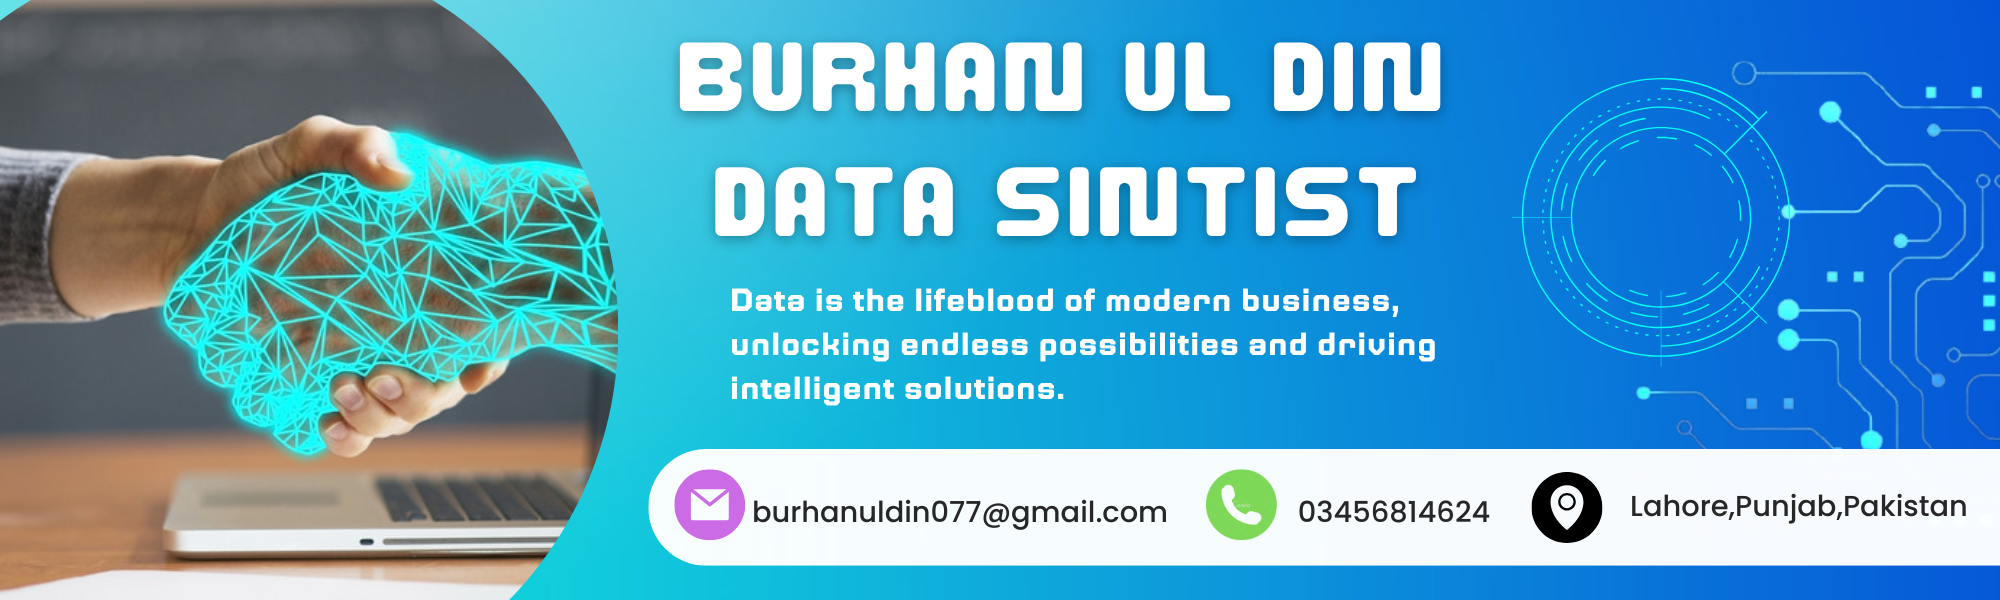 BURHAN UL DIN
DATA SINTIST
Data is the lifeblood of modern business,
unlocking endless possibilities and driving
intelligent solutions.
burhanuldin077@gmail.com
03456814624
Lahore,Punjab,Pakistan